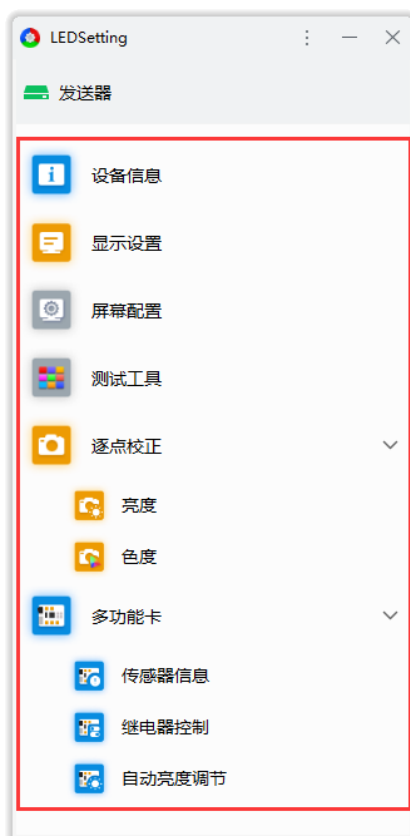 LEDSetting
发送器
设备信息
显示设置
屏幕配置
测试工具
逐点校正
亮度
色度
多功能卡
传感器信息
继电器控制
自动亮度调节